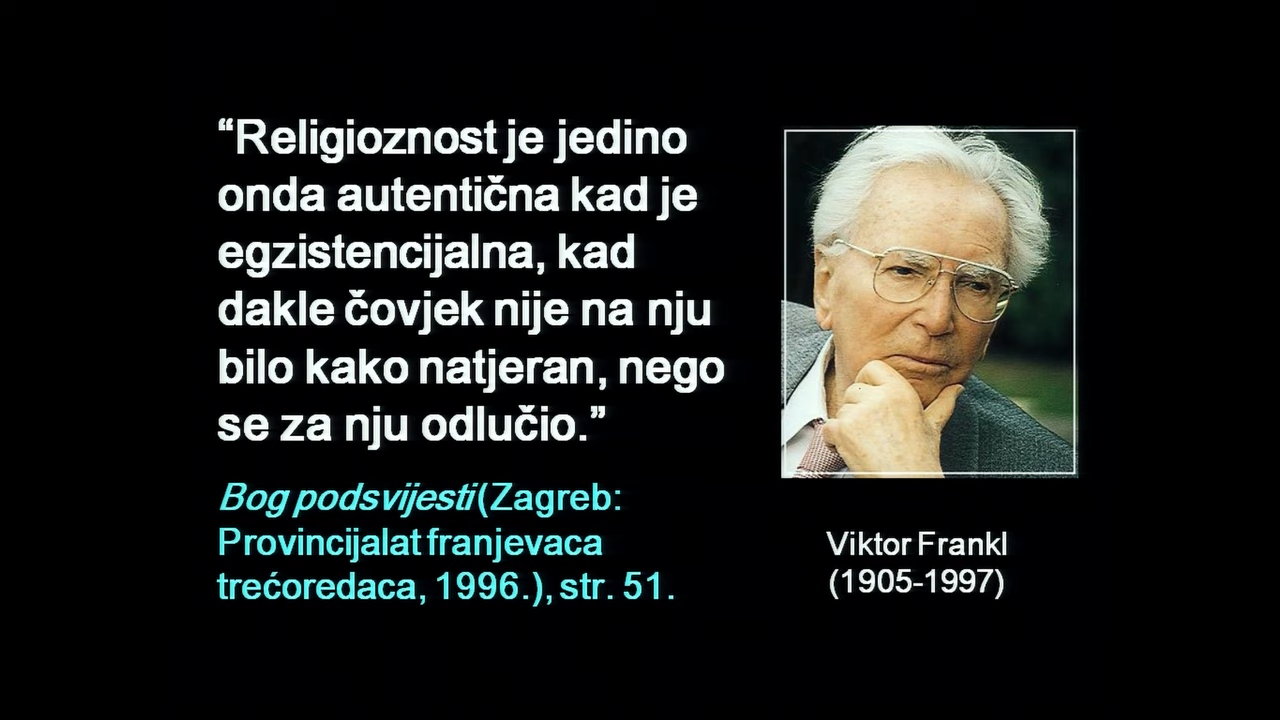 “Religioznost je jedino
onda autentična kad je
egzistencijalna, kad
dakle čovjek nije na nju
bilo kako natjeran, nego
se za nju odlučio.”
Bog podsvijesti (Zagreb:
Provincijalat franjevaca
trećoredaca, 1996.), str. 51.
Viktor Frankl
(1905-1997)